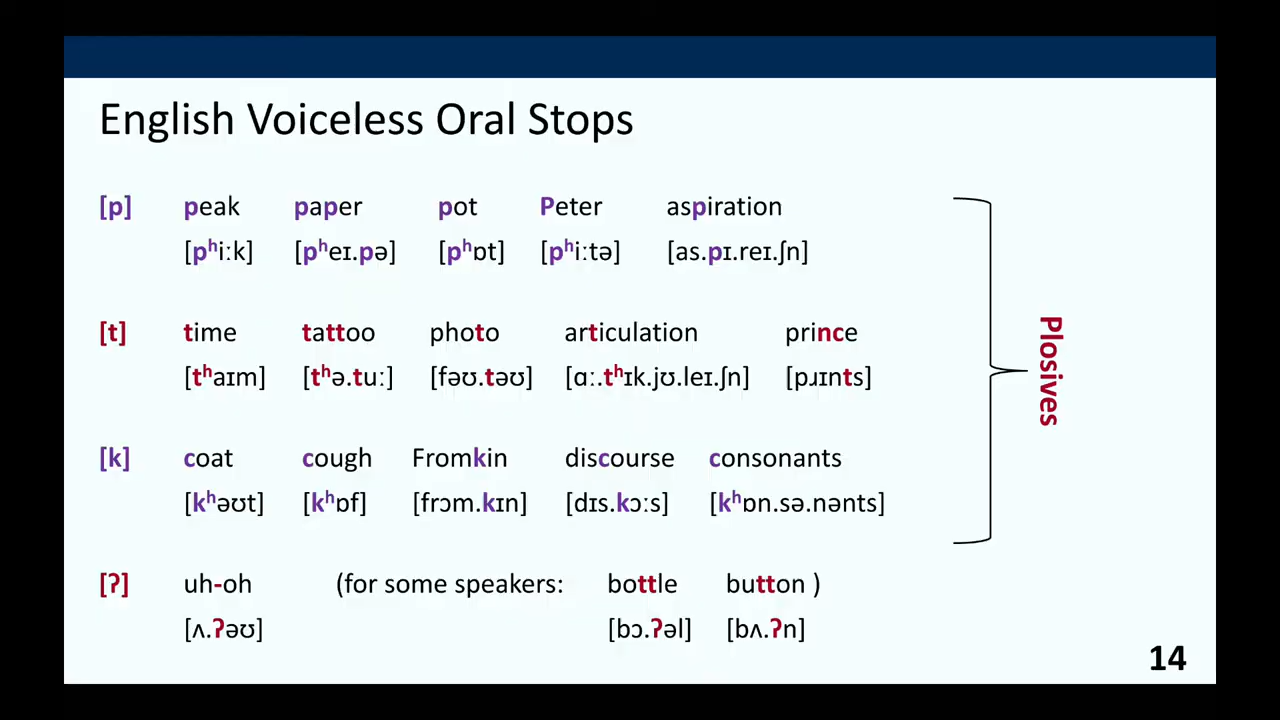 English Voiceless Oral Stops
[p] peak paper pot Peter aspiration
[pʰiːk] [pʰeɪ.pə] [pʰɒt] [pʰiːtə] [as.pɪ.reɪ.ʃn]
[t] time tattoo photo articulation prince
[tʰaɪm] [tʰə.tuː] [fəʊ.təʊ] [ɑː.tʰɪk.jʊ.leɪ.ʃn] [pɹɪnts]
Plosives
[k] coat cough Fromkin discourse consonants
[kʰəʊt] [kʰɒf] [frɔm.kɪn] [dɪs.kɔːs] [kʰɒn.sə.nənts]
[ʔ] uh-oh (for some speakers: bottle button )
[ʌ.ʔəʊ] [bɔ.ʔəl] [bʌ.ʔn]
14